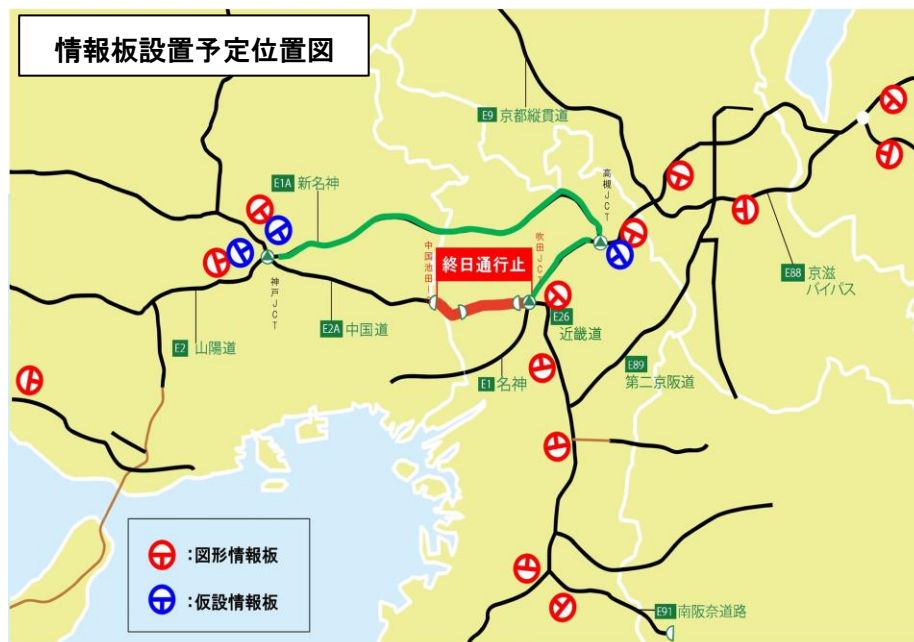 情報板設置予定位置図
E9 京都縦貫道
E1A 新名神
高槻JCT
中国池田
吹田JCT
終日通行止
神戸JCT
E88 京滋
バイパス
E2A 中国道
E26
近畿道
E2 山陽道
E1 名神
E89
第二京阪道
:図形情報板
:仮設情報板
E91 南阪奈道路